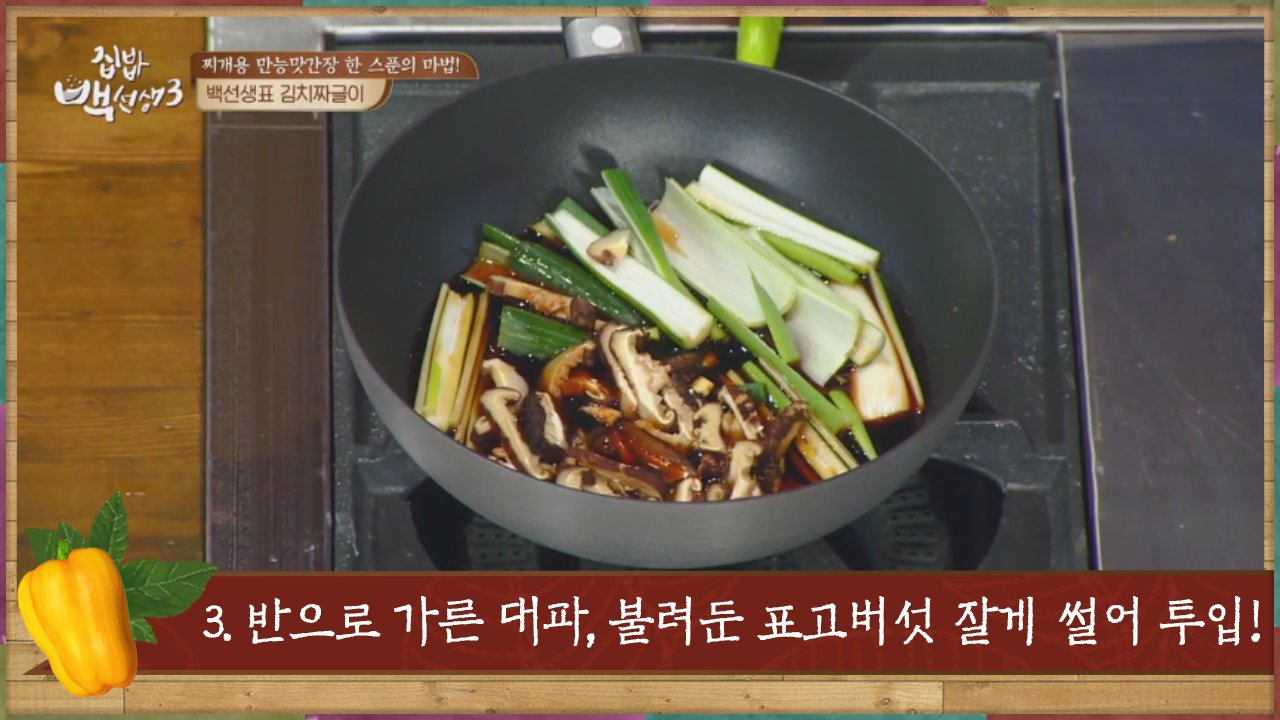 집밥
백선생3
찌개용 만능맛간장 한 스푼의 마법!
백선생표 김치짜글이
3. 반으로 가른 대파, 불려둔 표고버섯 잘게 썰어 투입!